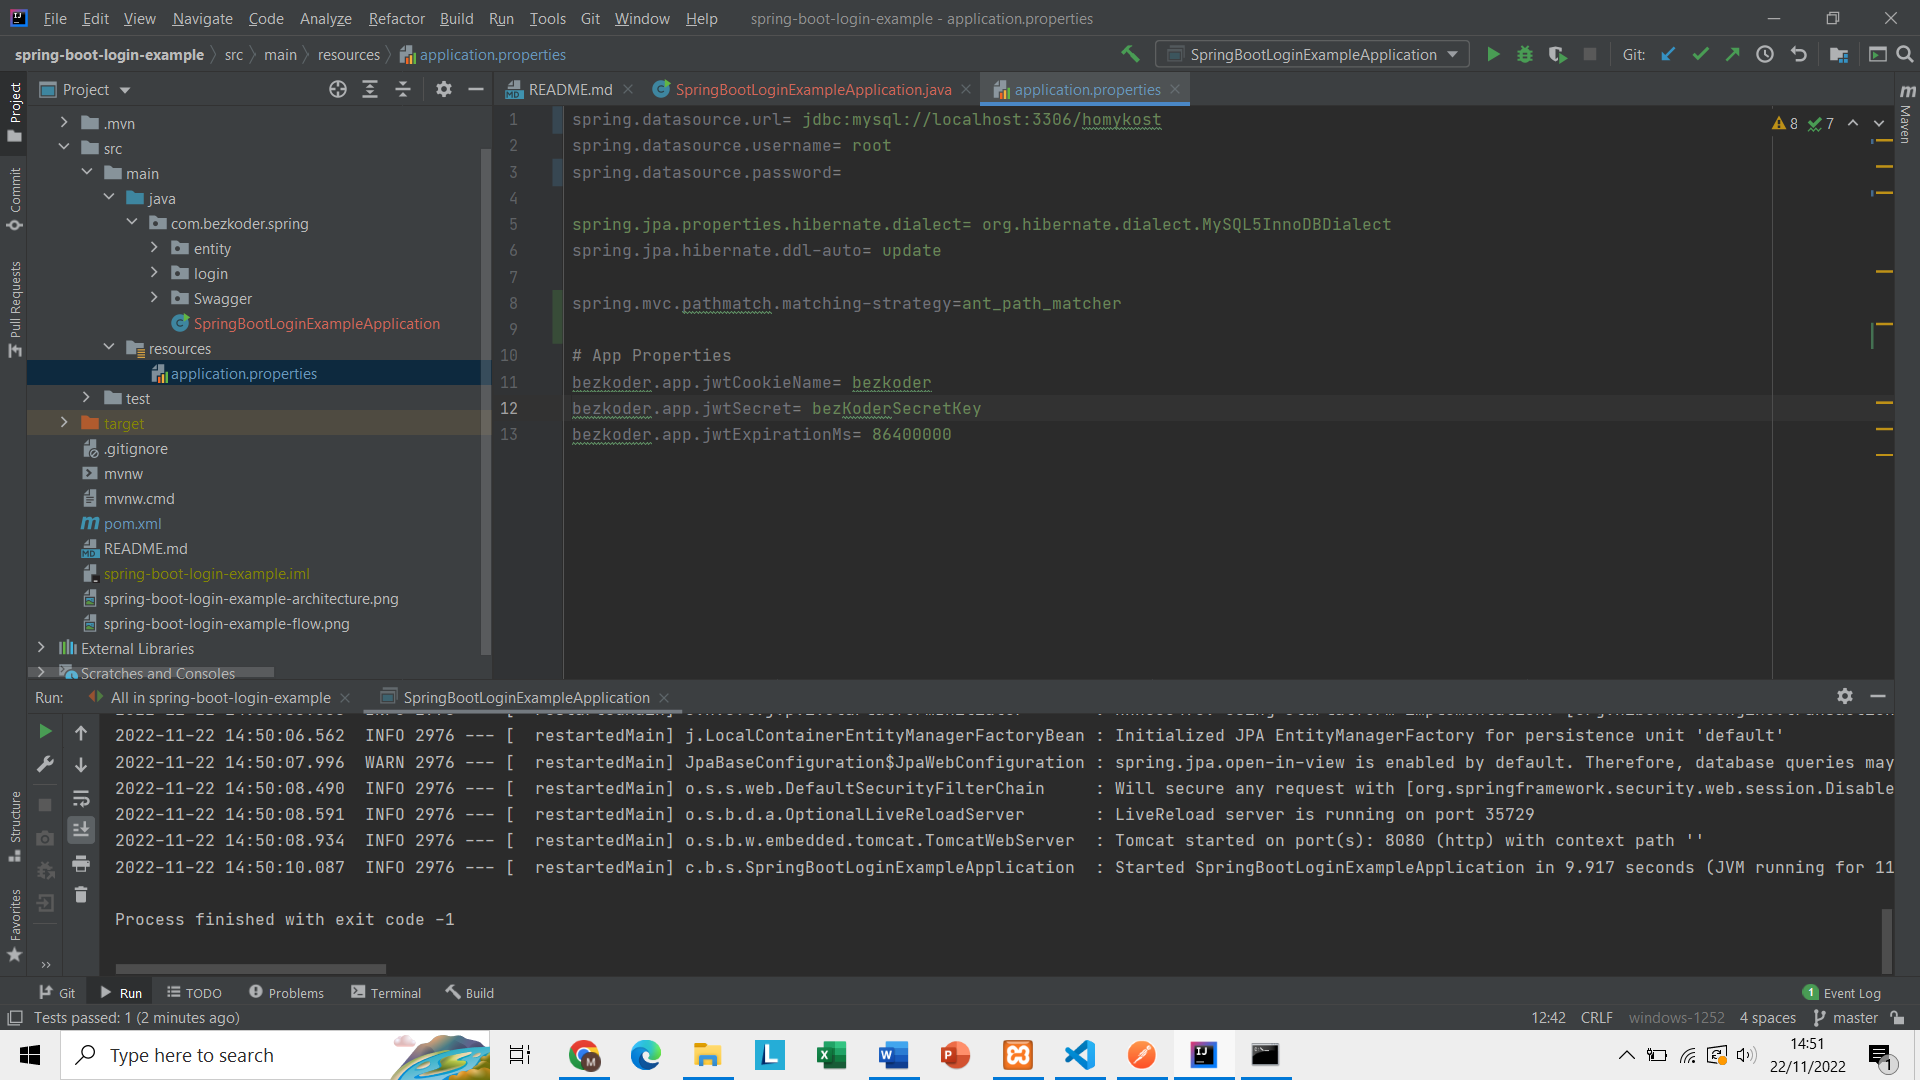 File Edit View Navigate Code Analyze Refactor Build Run Tools Git Window Help spring-boot-login-example - application.properties
spring-boot-login-example src main resources application.properties SpringBootLoginExampleApplication Git:
Project README.md SpringBootLoginExampleApplication.java application.properties
Project
Commit
Pull Requests
Structure
Favorites
Maven
.mvn
src
main
java
com.bezkoder.spring
entity
login
Swagger
SpringBootLoginExampleApplication
resources
application.properties
test
target
.gitignore
mvnw
mvnw.cmd
pom.xml
README.md
spring-boot-login-example.iml
spring-boot-login-example-architecture.png
spring-boot-login-example-flow.png
External Libraries
Scratches and Consoles
8 7
1 spring.datasource.url= jdbc:mysql://localhost:3306/homykost
2 spring.datasource.username= root
3 spring.datasource.password=
4
5 spring.jpa.properties.hibernate.dialect= org.hibernate.dialect.MySQL5InnoDBDialect
6 spring.jpa.hibernate.ddl-auto= update
7
8 spring.mvc.pathmatch.matching-strategy=ant_path_matcher
9
10 # App Properties
11 bezkoder.app.jwtCookieName= bezkoder
12 bezkoder.app.jwtSecret= bezKoderSecretKey
13 bezkoder.app.jwtExpirationMs= 86400000
Run: All in spring-boot-login-example SpringBootLoginExampleApplication
2022-11-22 14:50:06.562 INFO 2976 --- [ restartedMain] j.LocalContainerEntityManagerFactoryBean : Initialized JPA EntityManagerFactory for persistence unit 'default'
2022-11-22 14:50:07.996 WARN 2976 --- [ restartedMain] JpaBaseConfiguration$JpaWebConfiguration : spring.jpa.open-in-view is enabled by default. Therefore, database queries may
2022-11-22 14:50:08.490 INFO 2976 --- [ restartedMain] o.s.s.web.DefaultSecurityFilterChain : Will secure any request with [org.springframework.security.web.session.Disable
2022-11-22 14:50:08.591 INFO 2976 --- [ restartedMain] o.s.b.d.a.OptionalLiveReloadServer : LiveReload server is running on port 35729
2022-11-22 14:50:08.934 INFO 2976 --- [ restartedMain] o.s.b.w.embedded.tomcat.TomcatWebServer : Tomcat started on port(s): 8080 (http) with context path ''
2022-11-22 14:50:10.087 INFO 2976 --- [ restartedMain] c.b.s.SpringBootLoginExampleApplication : Started SpringBootLoginExampleApplication in 9.917 seconds (JVM running for 11
Process finished with exit code -1
Git Run TODO Problems Terminal Build 1 Event Log
Tests passed: 1 (2 minutes ago) 12:42 CRLF windows-1252 4 spaces master
Type here to search
14:51
22/11/2022
1